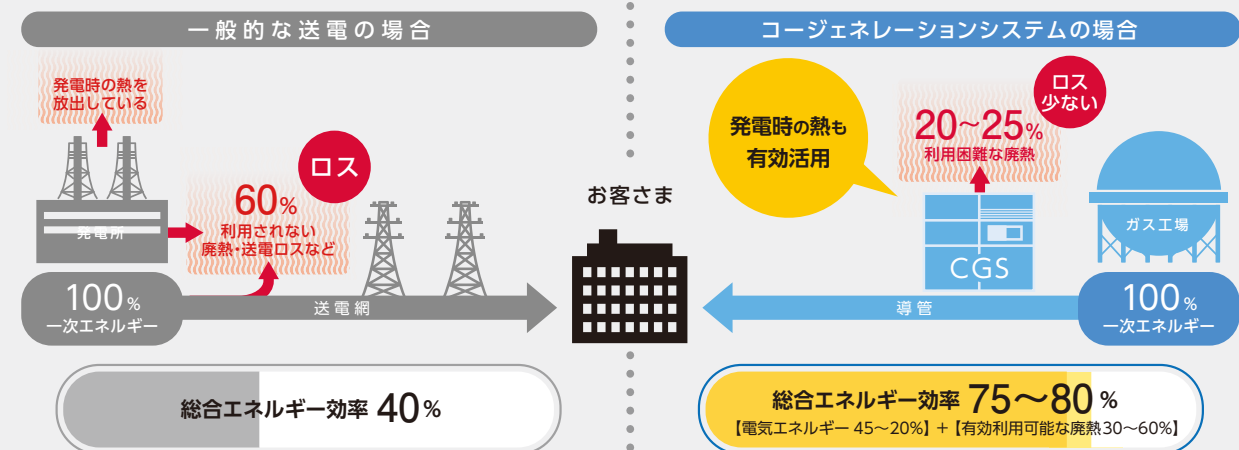 一般的な送電の場合
発電時の熱を
放出している
ロス
60%
利用されない
廃熱・送電ロスなど
発電所
100%
一次エネルギー
送電網
総合エネルギー効率 40%
お客さま
コージェネレーションシステムの場合
発電時の熱も
有効活用
ロス
少ない
20〜25%
利用困難な廃熱
CGS
ガス工場
導管
100%
一次エネルギー
総合エネルギー効率 75〜80%
【電気エネルギー 45〜20%】+【有効利用可能な廃熱30〜60%】